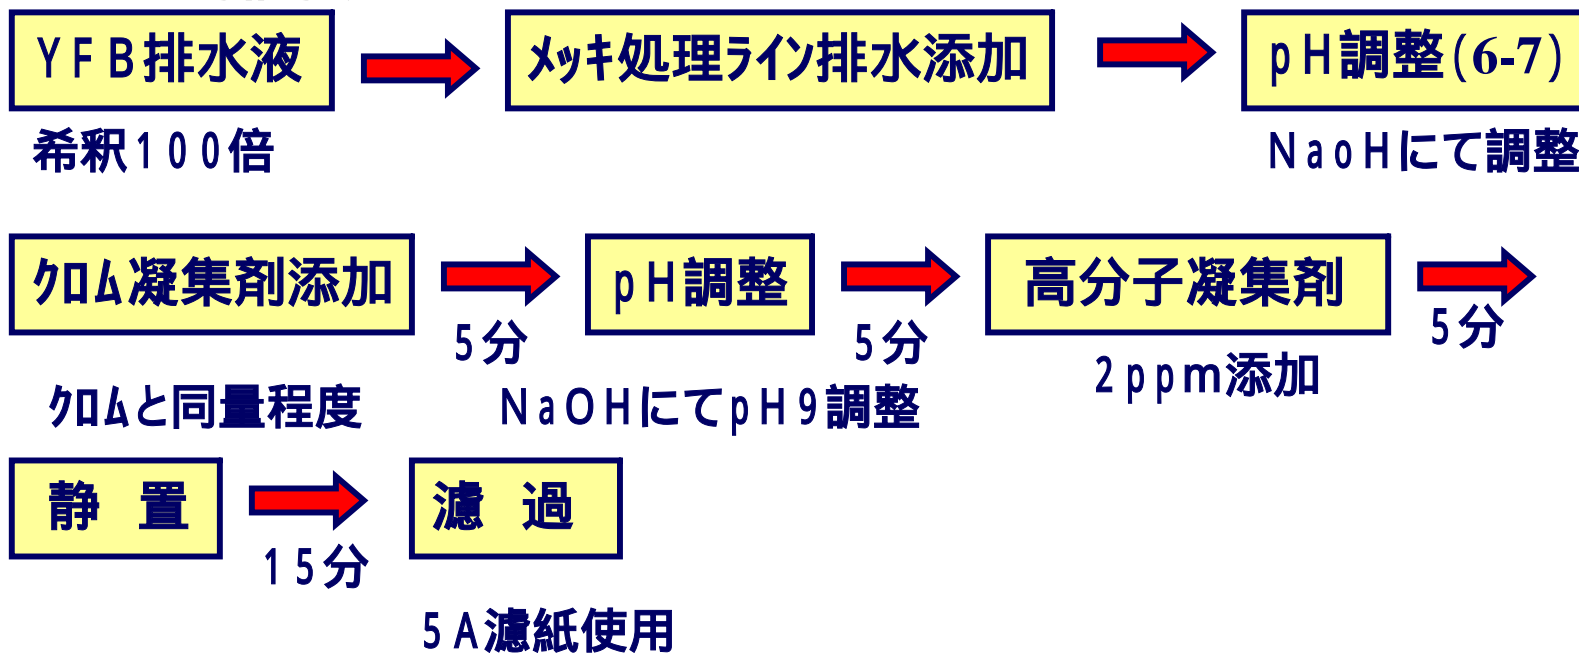 YFB排水液
ﾒｯｷ処理ﾗｲﾝ排水添加
pH調整(6-7)
希釈100倍
NaoHにて調整
ｸﾛﾑ凝集剤添加
pH調整
高分子凝集剤
5分
5分
5分
ｸﾛﾑと同量程度
NaOHにてpH9調整
2ppm添加
静 置
濾 過
15分
5A濾紙使用